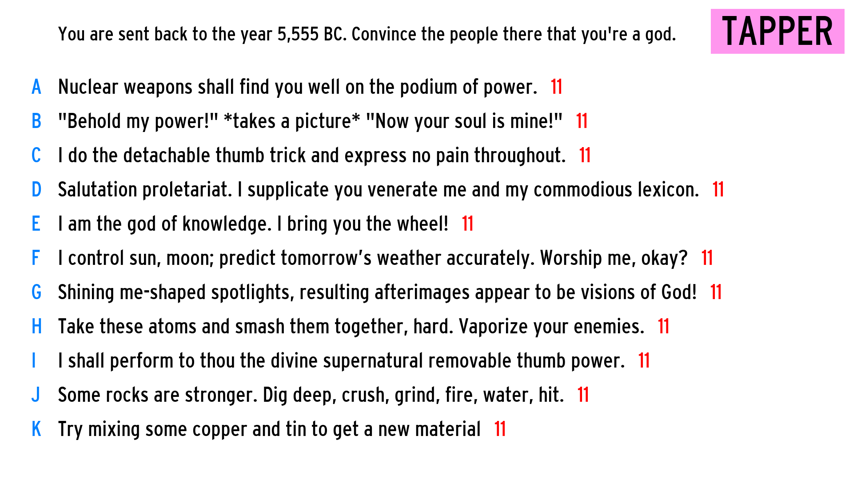 You are sent back to the year 5,555 BC. Convince the people there that you're a god.
TAPPER
A Nuclear weapons shall find you well on the podium of power. 11
B "Behold my power!" *takes a picture* "Now your soul is mine!" 11
C I do the detachable thumb trick and express no pain throughout. 11
D Salutation proletariat. I supplicate you venerate me and my commodious lexicon. 11
E I am the god of knowledge. I bring you the wheel! 11
F I control sun, moon; predict tomorrow’s weather accurately. Worship me, okay? 11
G Shining me-shaped spotlights, resulting afterimages appear to be visions of God! 11
H Take these atoms and smash them together, hard. Vaporize your enemies. 11
I I shall perform to thou the divine supernatural removable thumb power. 11
J Some rocks are stronger. Dig deep, crush, grind, fire, water, hit. 11
K Try mixing some copper and tin to get a new material 11